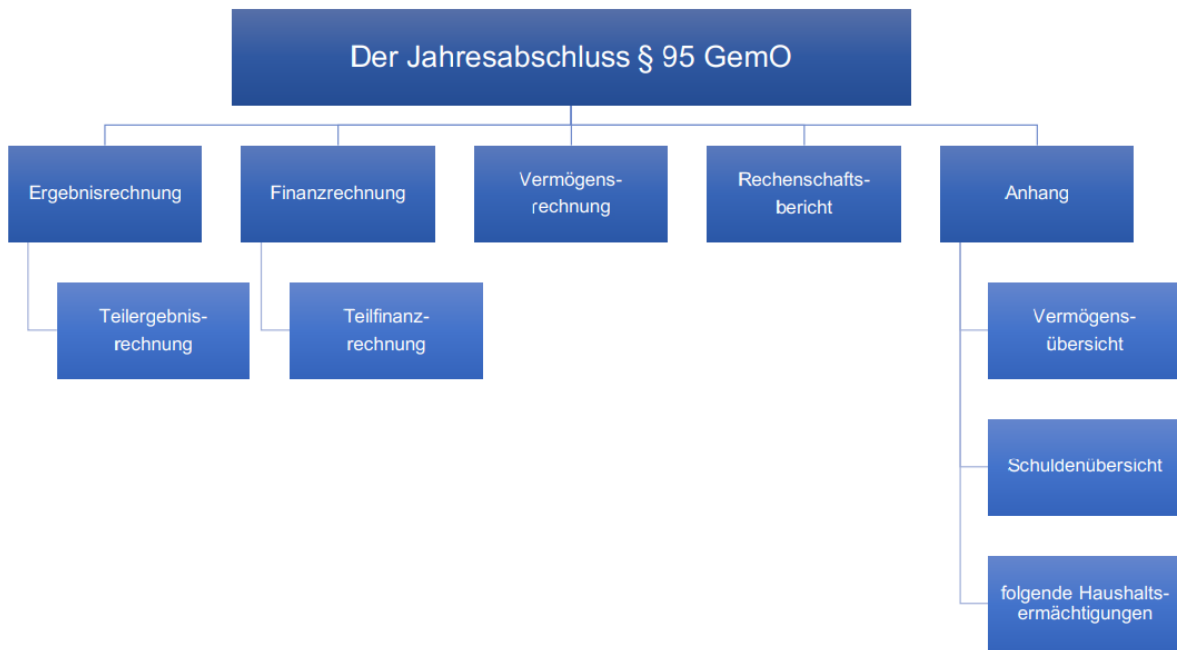 Der Jahresabschluss § 95 GemO
Ergebnisrechnung
Finanzrechnung
Vermögens-
rechnung
Rechenschafts-
bericht
Anhang
Teilergebnis-
rechnung
Teilfinanz-
rechnung
Vermögens-
übersicht
Schuldenübersicht
folgende Haushalts-
ermächtigungen